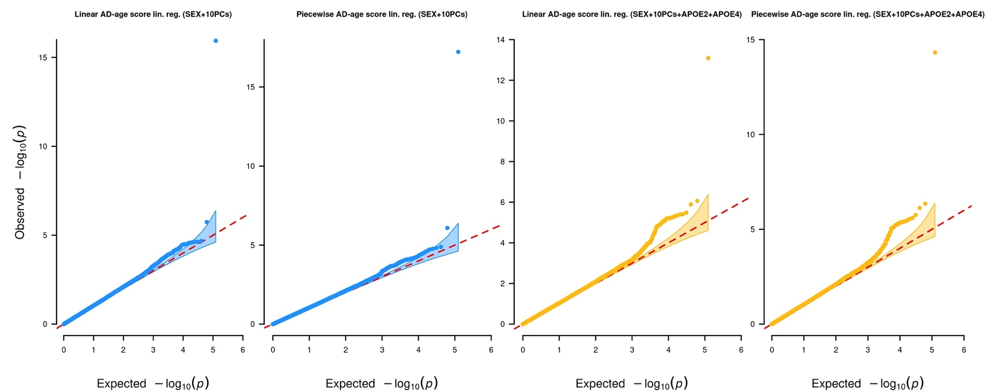 Linear AD-age score lin. reg. (SEX+10PCs)
Piecewise AD-age score lin. reg. (SEX+10PCs)
Linear AD-age score lin. reg. (SEX+10PCs+APOE2+APOE4)
Piecewise AD-age score lin. reg. (SEX+10PCs+APOE2+APOE4)
Observed −log₁₀(p)
15
10
5
0
0 1 2 3 4 5 6
Expected −log₁₀(p)
15
10
5
0
0 1 2 3 4 5 6
Expected −log₁₀(p)
14
12
10
8
6
4
2
0
0 1 2 3 4 5 6
Expected −log₁₀(p)
15
10
5
0
0 1 2 3 4 5 6
Expected −log₁₀(p)